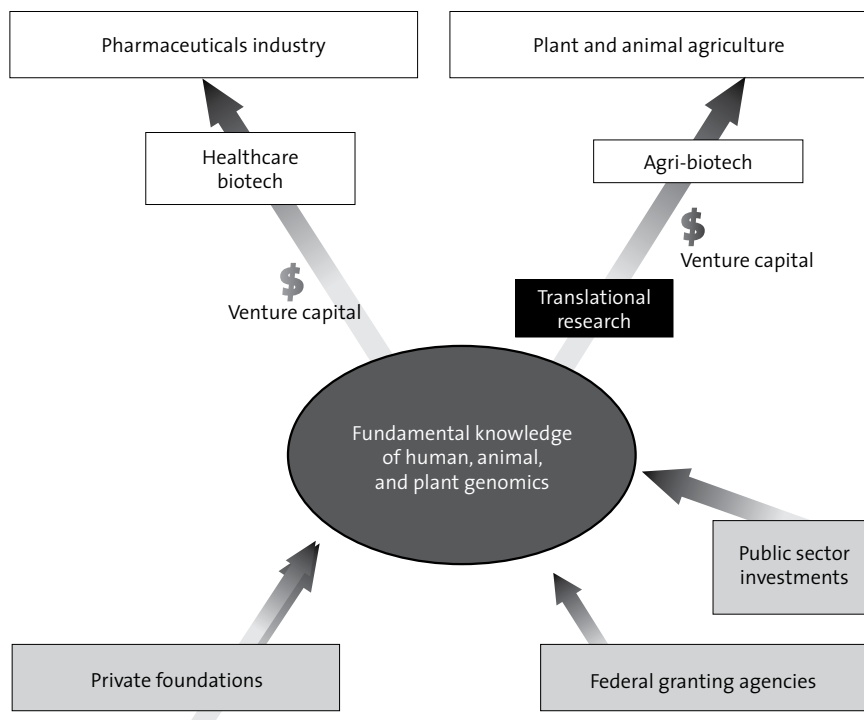 Pharmaceuticals industry
Plant and animal agriculture
Healthcare
biotech
Agri-biotech
$
Venture capital
$
Venture capital
Translational
research
Fundamental knowledge
of human, animal,
and plant genomics
Public sector
investments
Private foundations
Federal granting agencies